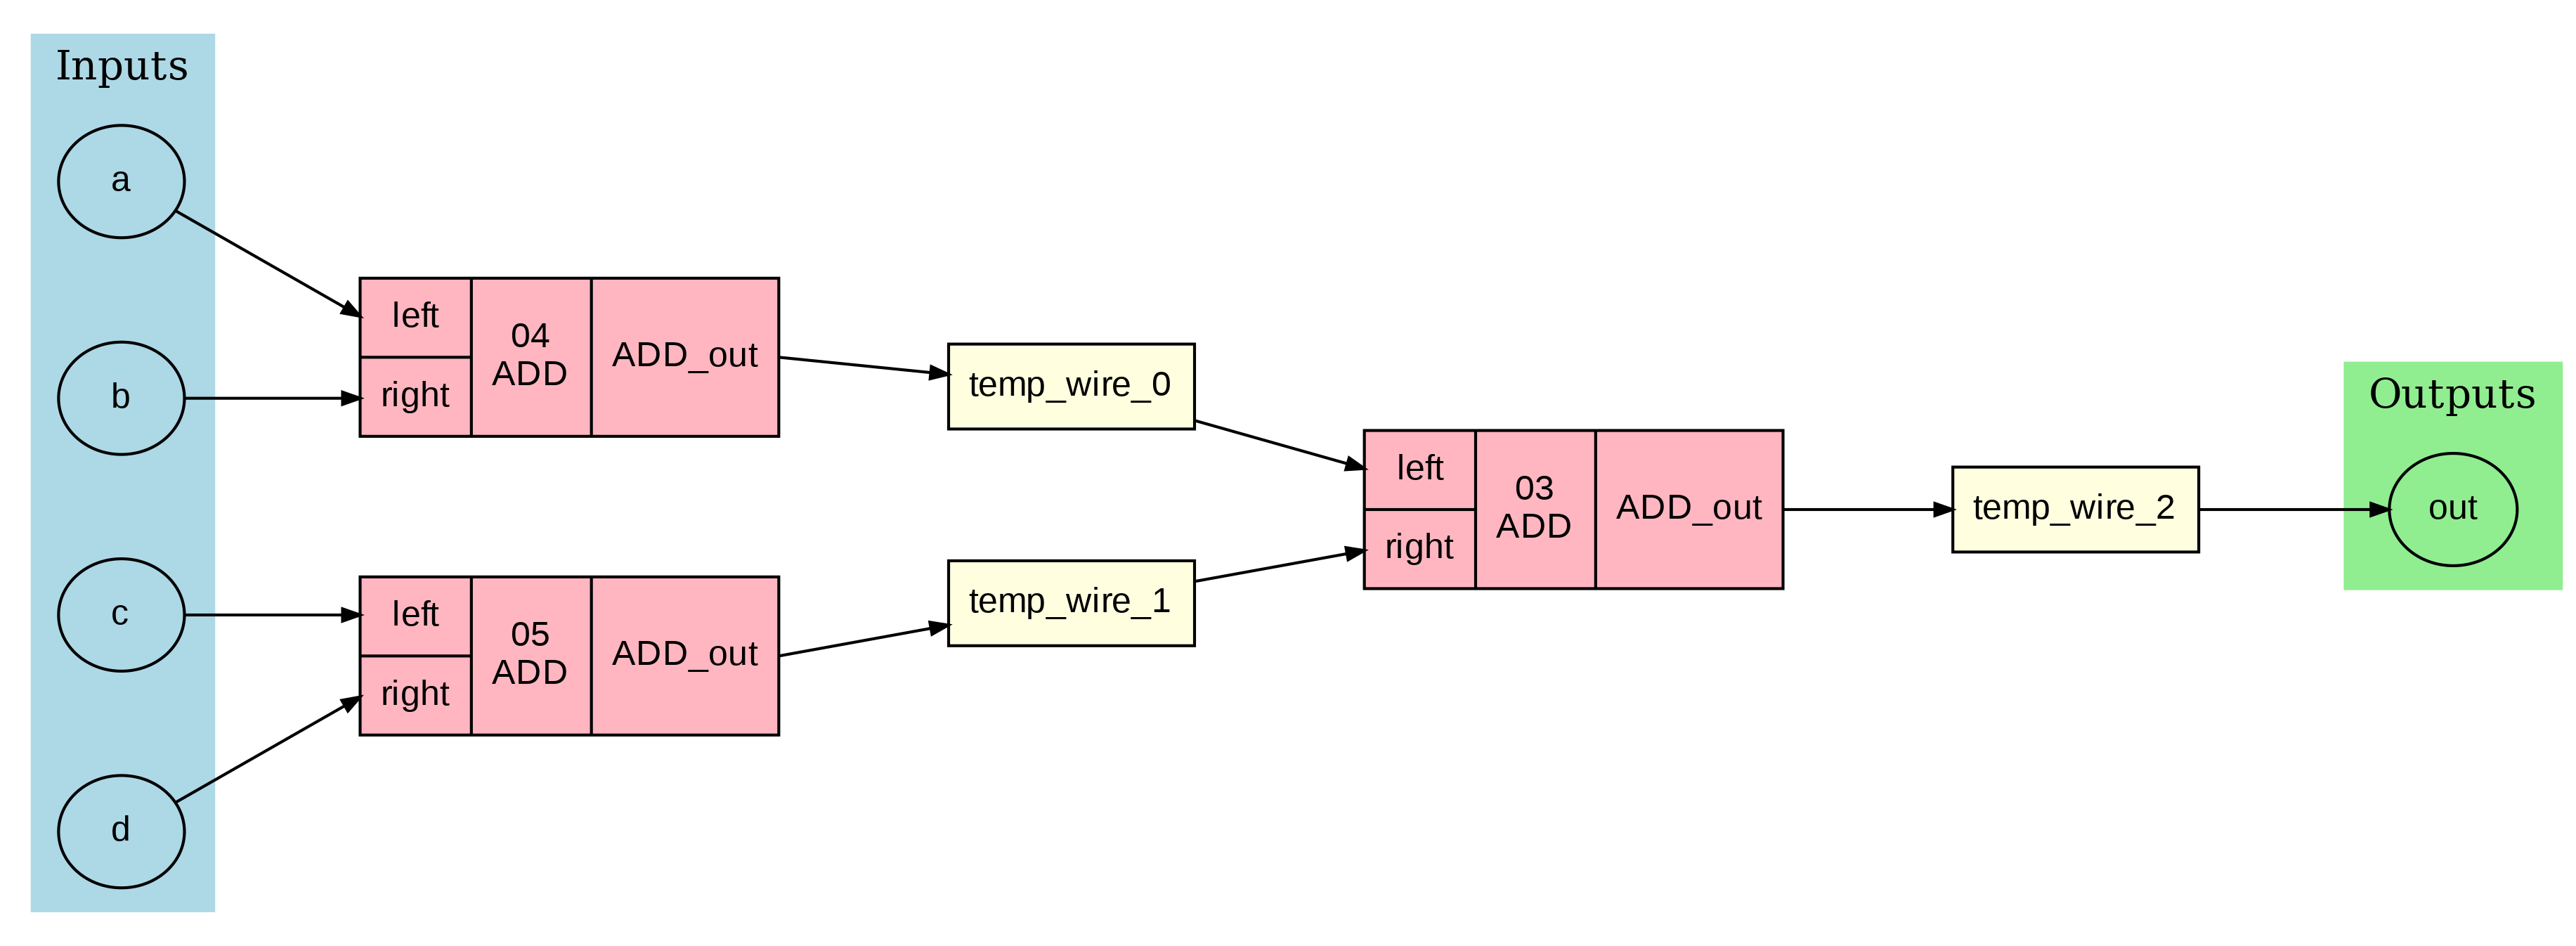 Inputs
a
b
c
d
left
right
04
ADD
ADD_out
left
right
05
ADD
ADD_out
temp_wire_0
temp_wire_1
left
right
03
ADD
ADD_out
temp_wire_2
Outputs
out